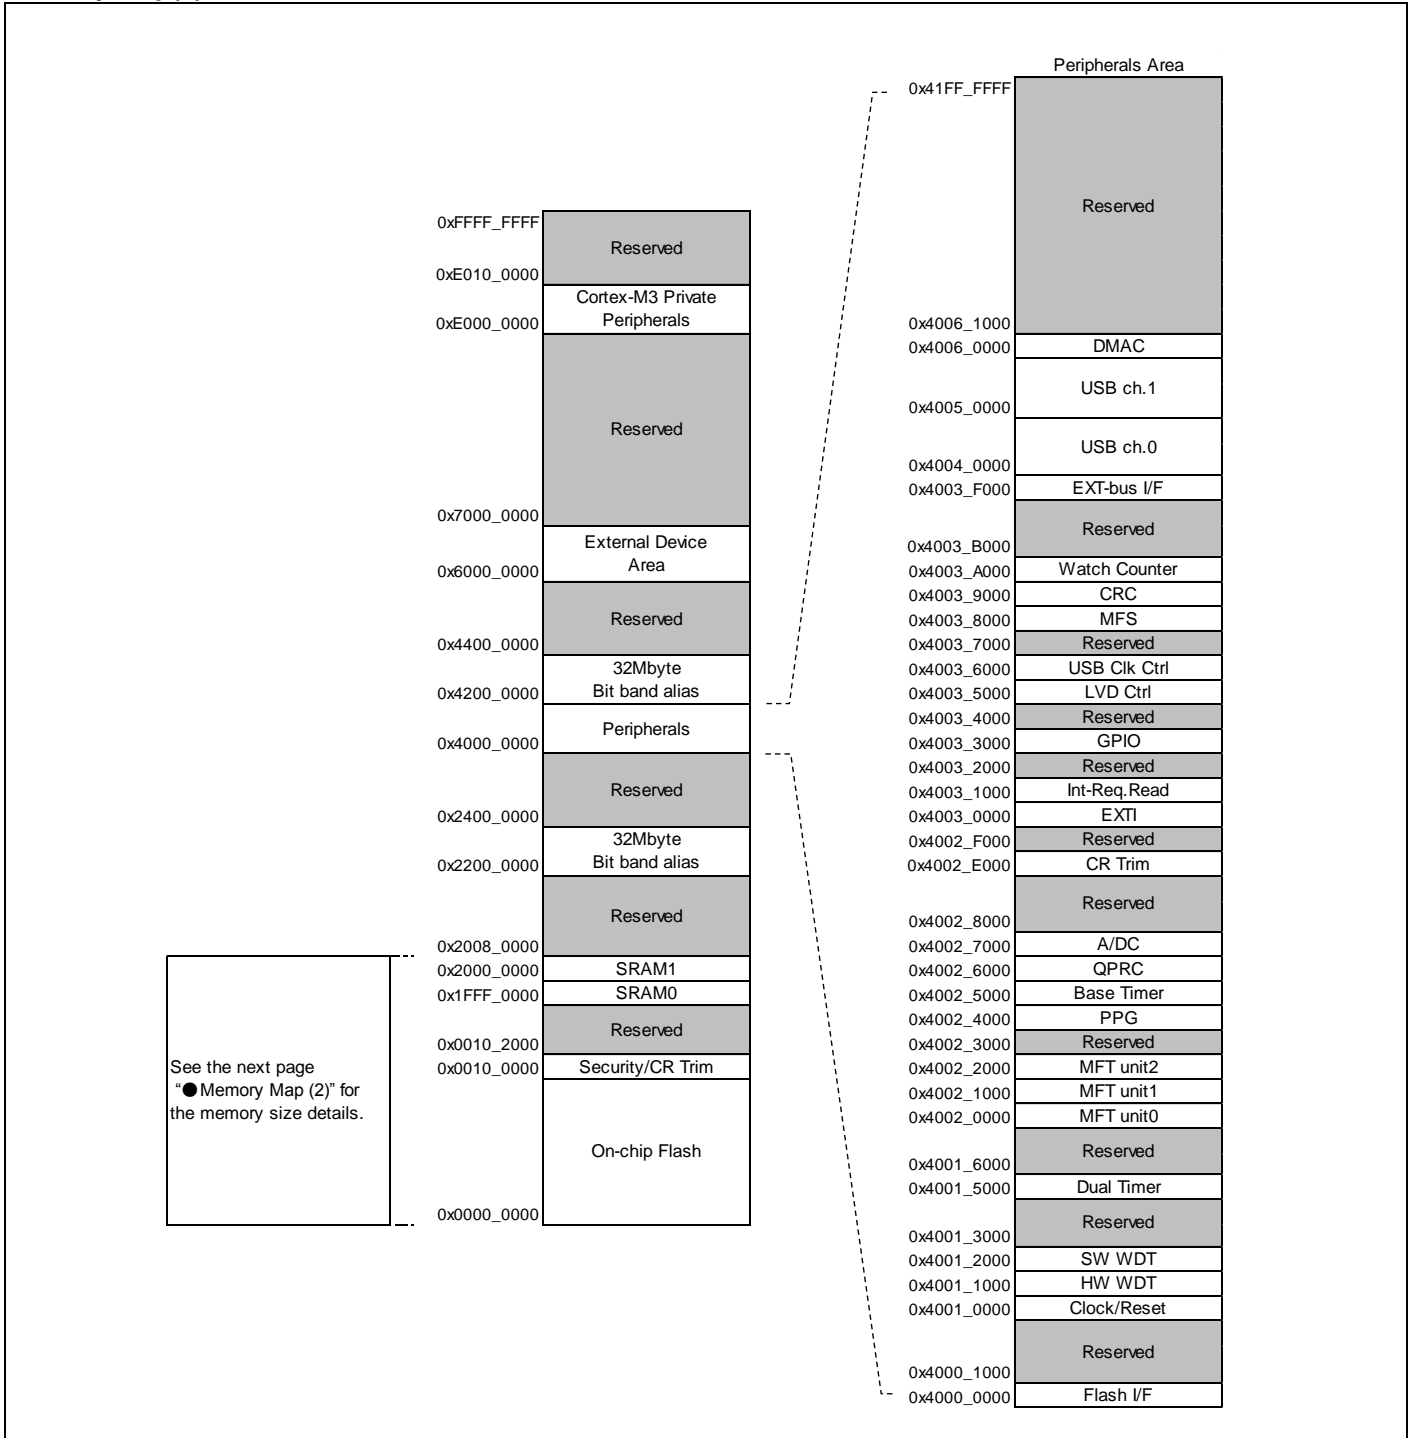 0xFFFF_FFFF
Reserved
0xE010_0000
Cortex-M3 Private
Peripherals
0xE000_0000
Reserved
0x7000_0000
External Device
Area
0x6000_0000
Reserved
0x4400_0000
32Mbyte
Bit band alias
0x4200_0000
Peripherals
0x4000_0000
Reserved
0x2400_0000
32Mbyte
Bit band alias
0x2200_0000
Reserved
0x2008_0000
0x2000_0000 SRAM1
0x1FFF_0000 SRAM0
Reserved
0x0010_2000
0x0010_0000 Security/CR Trim
On-chip Flash
0x0000_0000
See the next page
“●Memory Map (2)” for
the memory size details.
Peripherals Area
0x41FF_FFFF
Reserved
0x4006_1000
0x4006_0000 DMAC
USB ch.1
0x4005_0000
USB ch.0
0x4004_0000
0x4003_F000 EXT-bus I/F
Reserved
0x4003_B000
0x4003_A000 Watch Counter
0x4003_9000 CRC
0x4003_8000 MFS
0x4003_7000 Reserved
0x4003_6000 USB Clk Ctrl
0x4003_5000 LVD Ctrl
0x4003_4000 Reserved
0x4003_3000 GPIO
0x4003_2000 Reserved
0x4003_1000 Int-Req.Read
0x4003_0000 EXTI
0x4002_F000 Reserved
0x4002_E000 CR Trim
Reserved
0x4002_8000
0x4002_7000 A/DC
0x4002_6000 QPRC
0x4002_5000 Base Timer
0x4002_4000 PPG
0x4002_3000 Reserved
0x4002_2000 MFT unit2
0x4002_1000 MFT unit1
0x4002_0000 MFT unit0
Reserved
0x4001_6000
0x4001_5000 Dual Timer
Reserved
0x4001_3000
0x4001_2000 SW WDT
0x4001_1000 HW WDT
0x4001_0000 Clock/Reset
Reserved
0x4000_1000
0x4000_0000 Flash I/F